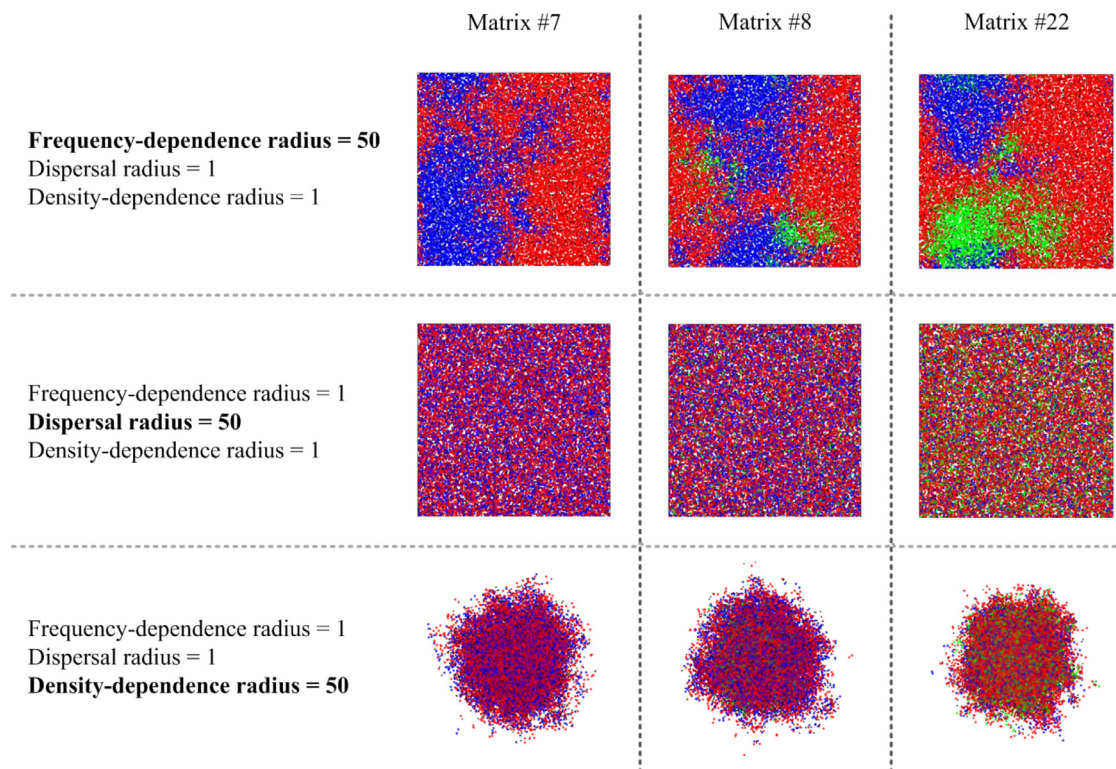 Matrix #7
Matrix #8
Matrix #22
Frequency-dependence radius = 50
Dispersal radius = 1
Density-dependence radius = 1
Frequency-dependence radius = 1
Dispersal radius = 50
Density-dependence radius = 1
Frequency-dependence radius = 1
Dispersal radius = 1
Density-dependence radius = 50